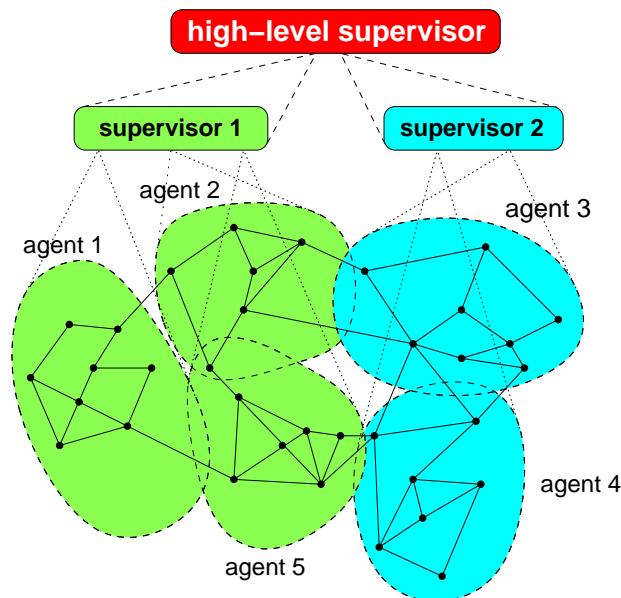 high–level supervisor
supervisor 1
supervisor 2
agent 2
agent 3
agent 1
agent 4
agent 5